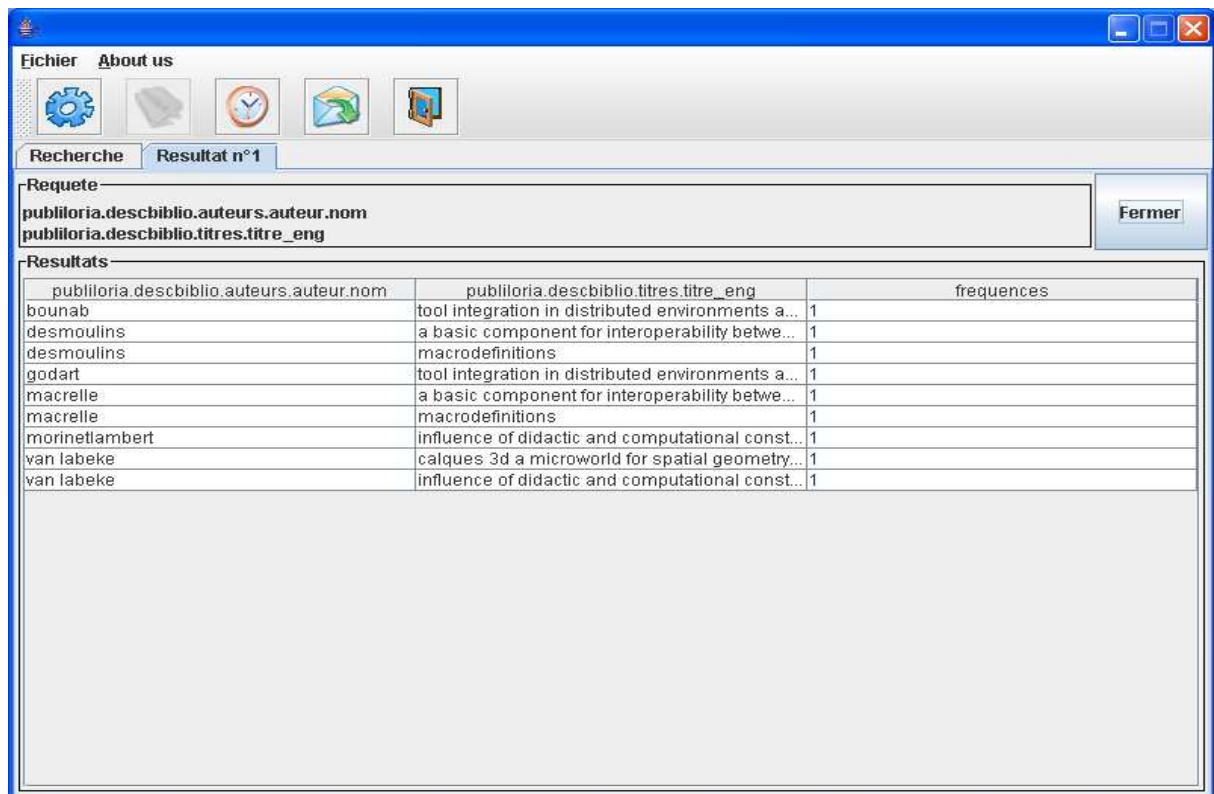 Fichier About us
Recherche Resultat n°1
Requete
publiloria.descbiblio.auteurs.auteur.nom
publiloria.descbiblio.titres.titre_eng
Fermer
Resultats
publiloria.descbiblio.auteurs.auteur.nom publiloria.descbiblio.titres.titre_eng frequences
bounab tool integration in distributed environments a... 1
desmoulins a basic component for interoperability betwe... 1
desmoulins macrodefinitions 1
godart tool integration in distributed environments a... 1
macrelle a basic component for interoperability betwe... 1
macrelle macrodefinitions 1
morinetlambert influence of didactic and computational const... 1
van labeke calques 3d a microworld for spatial geometry... 1
van labeke influence of didactic and computational const... 1